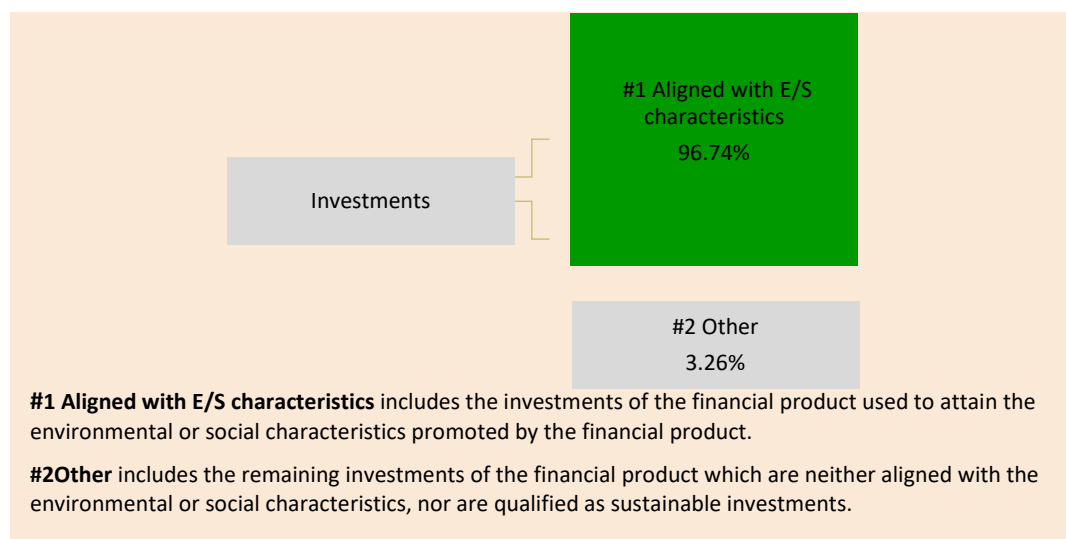 #1 Aligned with E/S
characteristics
96.74%
Investments
#2 Other
3.26%
#1 Aligned with E/S characteristics includes the investments of the financial product used to attain the
environmental or social characteristics promoted by the financial product.
#2Other includes the remaining investments of the financial product which are neither aligned with the
environmental or social characteristics, nor are qualified as sustainable investments.